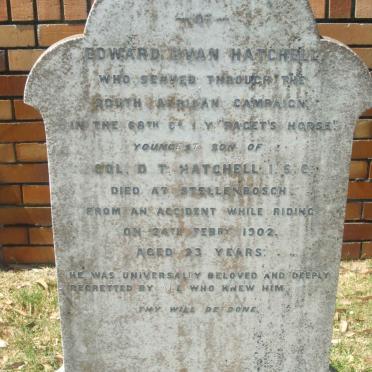 — OF —
EDWARD EWAN HATCHELL
WHO SERVED THROUGH THE
SOUTH AFRICAN CAMPAIGN
IN THE 68TH "PAGET'S HORSE"
YOUNGEST SON OF
COL. D. T. HATCHELL I.S.C.
DIED AT STELLENBOSCH
FROM AN ACCIDENT WHILE RIDING
ON 24TH FEBRY 1902.
AGED 23 YEARS.
HE WAS UNIVERSALLY BELOVED AND DEEPLY
REGRETTED BY WHO KNEW HIM
THY WILL BE DONE.